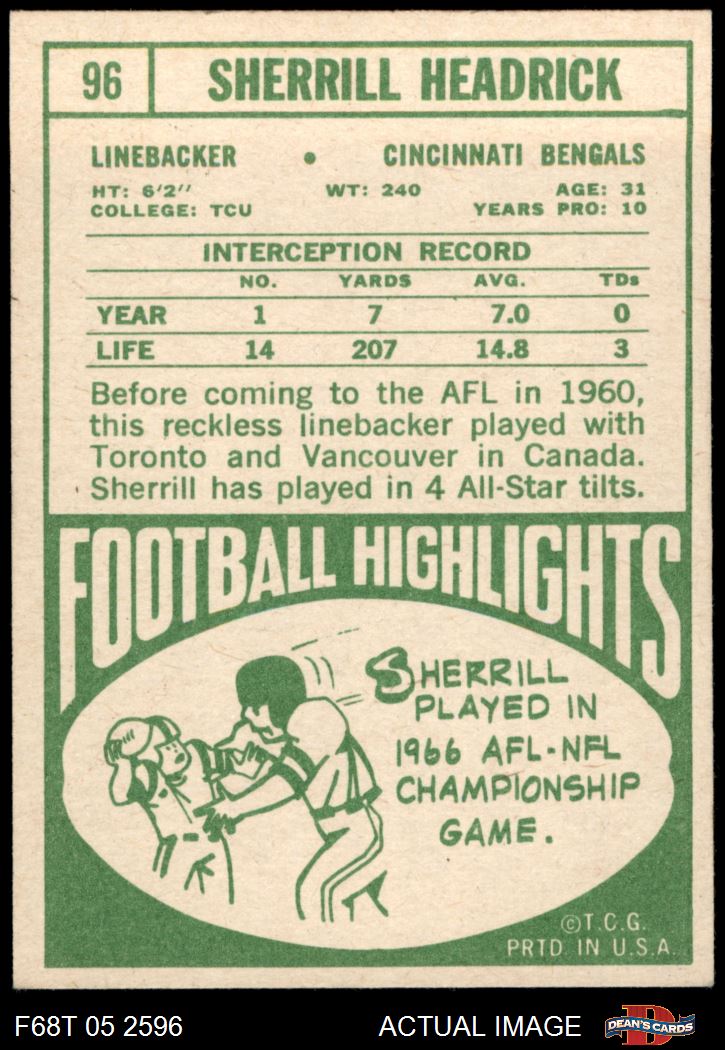 96 SHERRILL HEADRICK
LINEBACKER • CINCINNATI BENGALS
HT: 6'2" WT: 240 AGE: 31
COLLEGE: TCU YEARS PRO: 10
INTERCEPTION RECORD
NO. YARDS AVG. TDs
YEAR 1 7 7.0 0
LIFE 14 207 14.8 3
Before coming to the AFL in 1960,
this reckless linebacker played with
Toronto and Vancouver in Canada.
Sherrill has played in 4 All-Star tilts.
FOOTBALL HIGHLIGHTS
SHERRILL
PLAYED IN
1966 AFL-NFL
CHAMPIONSHIP
GAME.
©T.C.G.
PRTD IN U.S.A.
F68T 05 2596 ACTUAL IMAGE D DEAN'S CARDS